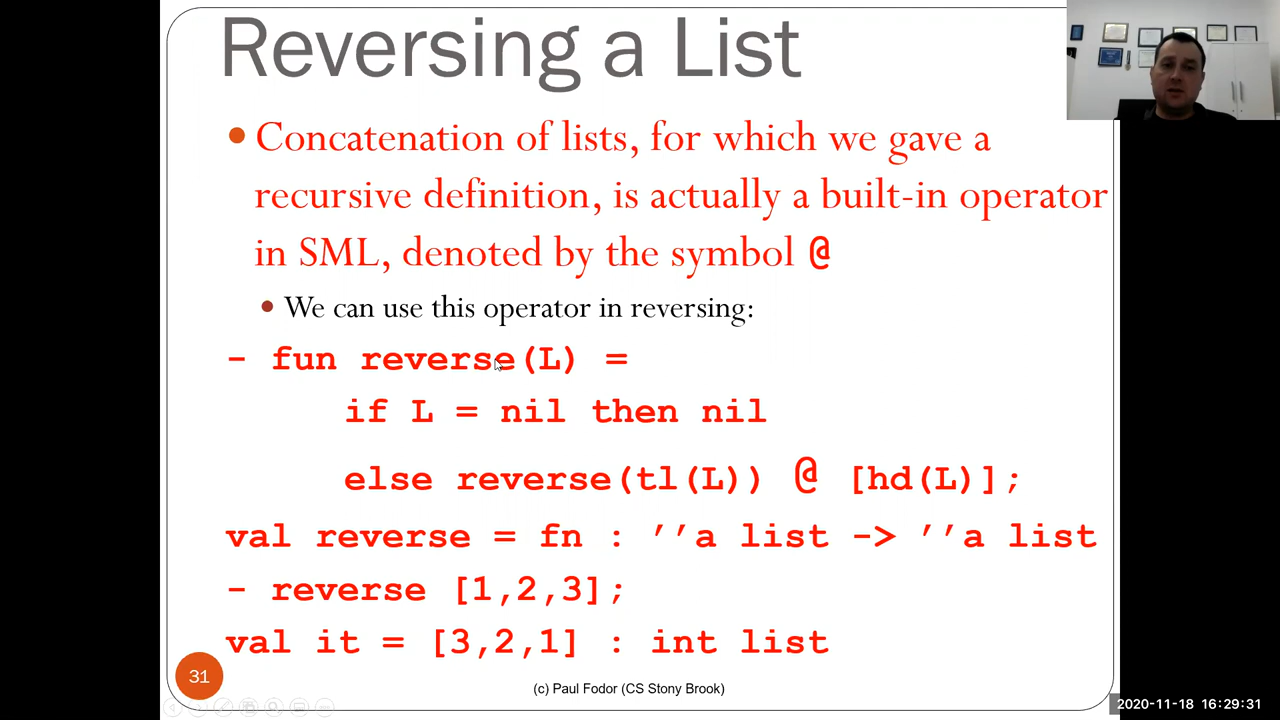 Reversing a List
• Concatenation of lists, for which we gave a
recursive definition, is actually a built-in operator
in SML, denoted by the symbol @
• We can use this operator in reversing:
- fun reverse(L) =
if L = nil then nil
else reverse(tl(L)) @ [hd(L)];
val reverse = fn : ’’a list -> ’’a list
- reverse [1,2,3];
val it = [3,2,1] : int list
31
(c) Paul Fodor (CS Stony Brook)
2020-11-18 16:29:31